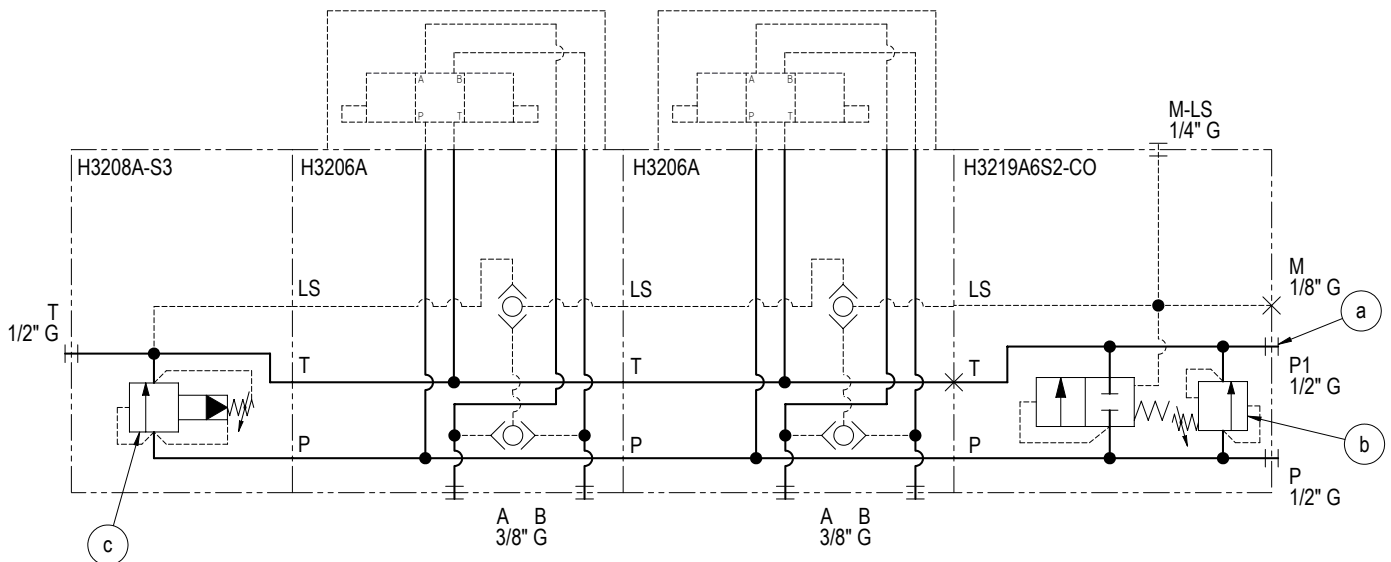 A B
P T
A B
P T
M-LS
1/4" G
H3208A-S3
H3206A
H3206A
H3219A6S2-CO
LS
LS
LS
M
1/8" G
T
1/2" G
a
T
T
T
P1
1/2" G
b
P
P
P
1/2" G
A B
3/8" G
A B
3/8" G
c